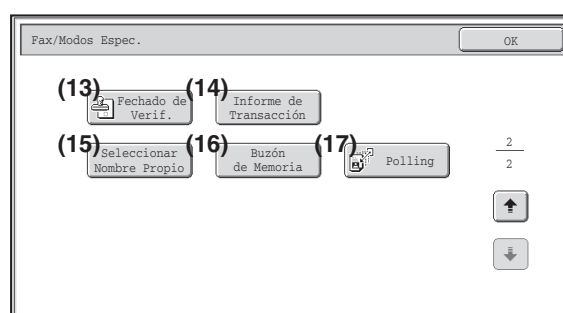 Fax/Modos Espec.
OK
(13)
Fechado de
Verif.
(14)
Informe de
Transacción
(15)
Seleccionar
Nombre Propio
(16)
Buzón
de Memoria
(17)
Polling
2
2